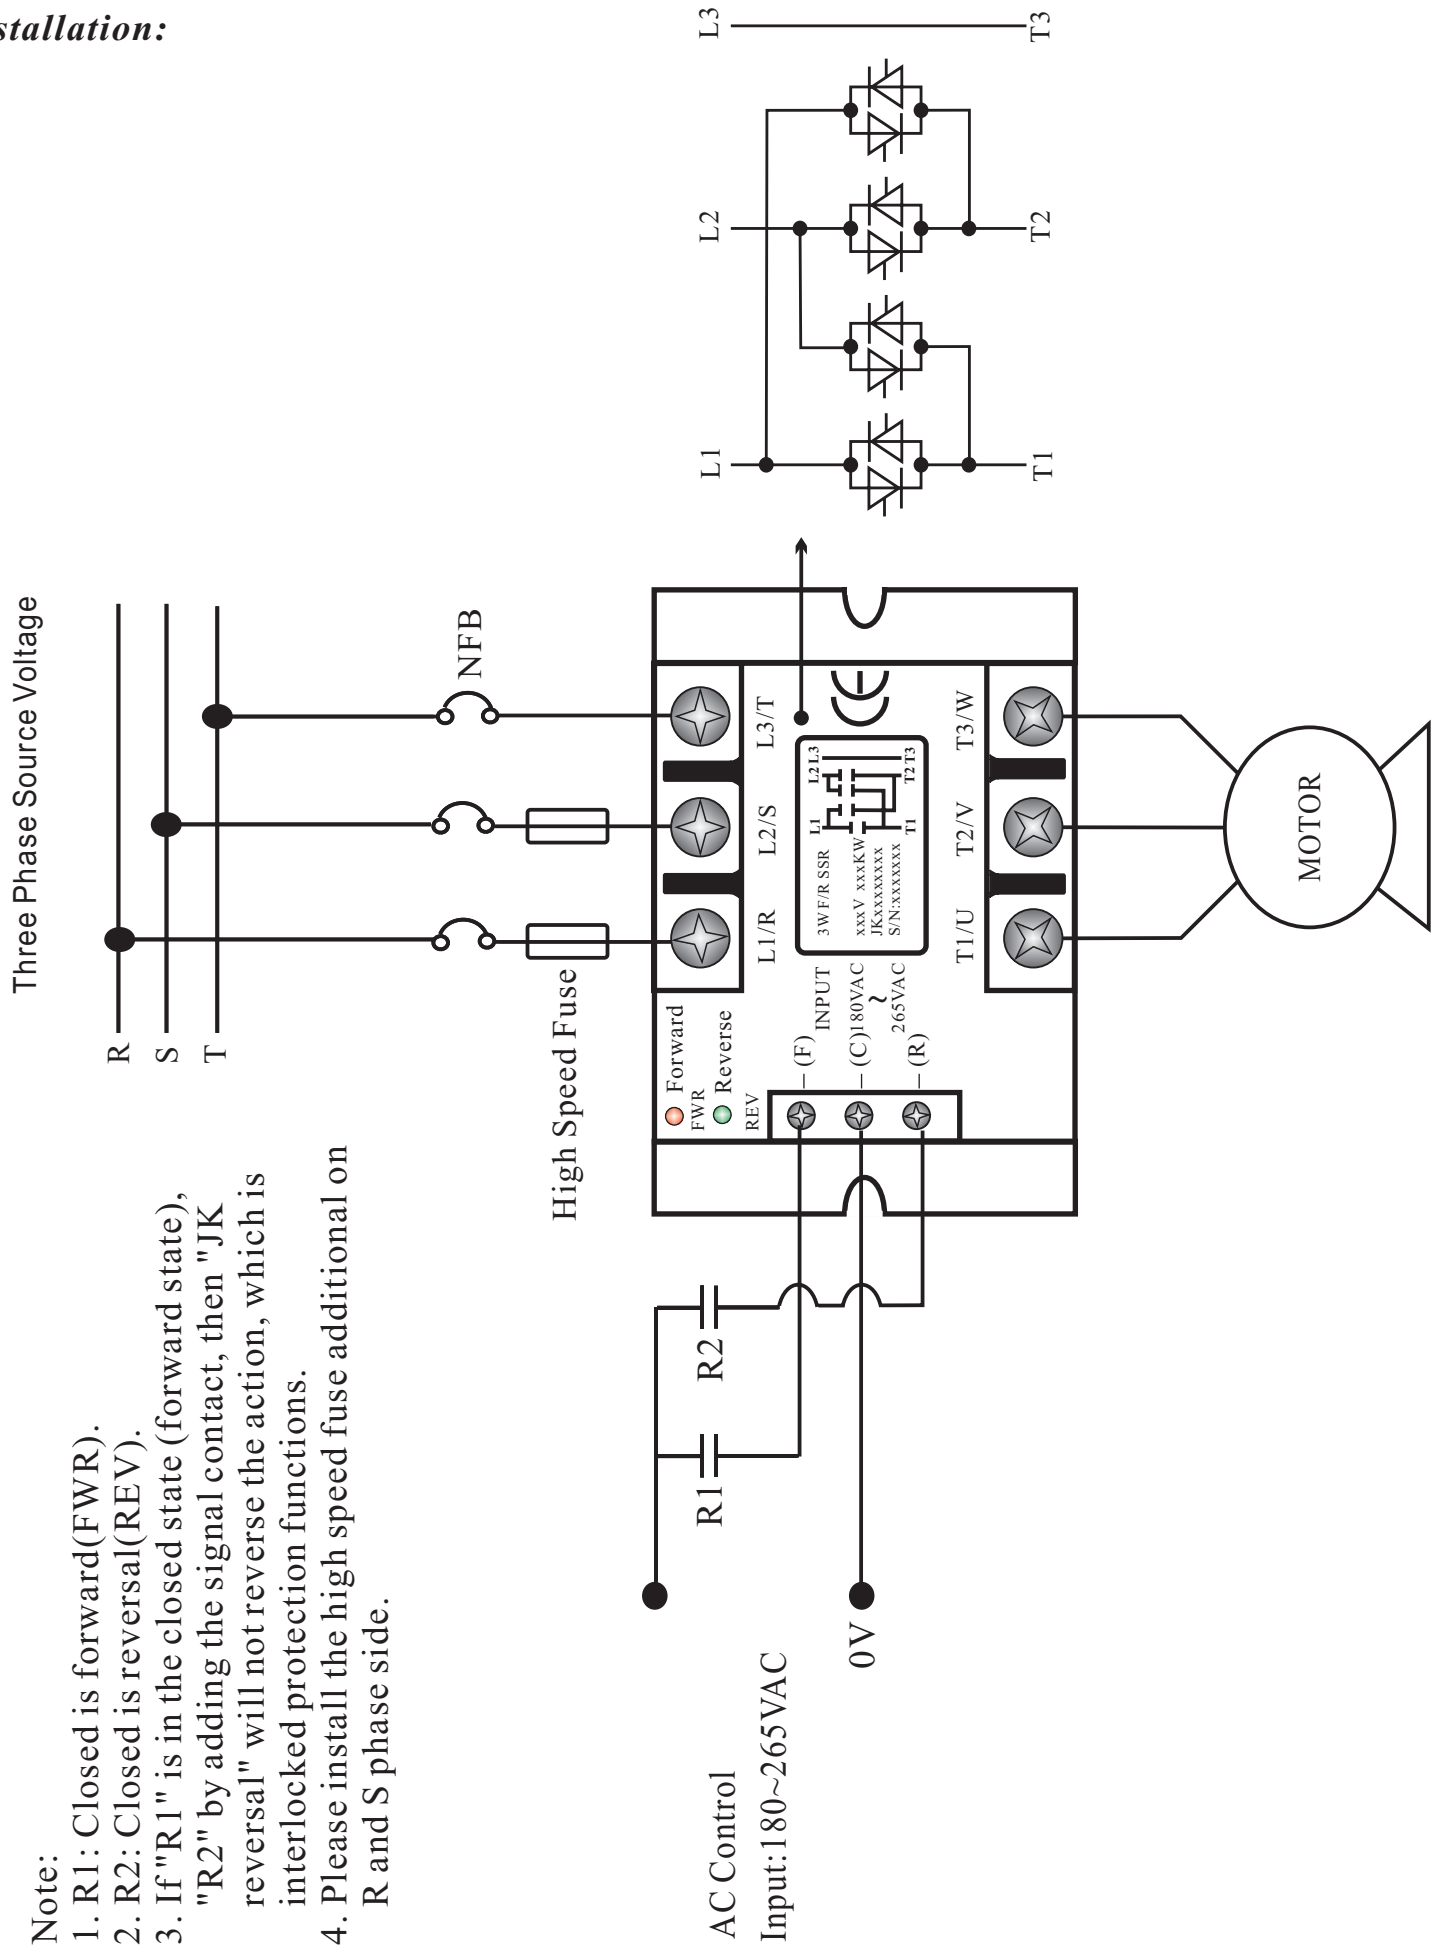 stallation:
Three Phase Source Voltage
R
S
T
NFB
High Speed Fuse
Note:
1. R1: Closed is forward(FWR).
2. R2: Closed is reversal(REV).
3. If "R1" is in the closed state (forward state),
"R2" by adding the signal contact, then "JK
reversal" will not reverse the action, which is
interlocked protection functions.
4. Please install the high speed fuse additional on
R and S phase side.
AC Control
Input:180~265VAC
0V
R1
R2
Forward
FWR
Reverse
REV
(F)
(C)
(R)
INPUT
180VAC
~
265VAC
L1/R
L2/S
L3/T
3W F/R SSR
xxxV xxxKW
JKxxxxxxxx
S/N:xxxxxxx
L1
L2 L3
T1
T2 T3
CE
T1/U
T2/V
T3/W
MOTOR
L1
L2
L3
T1
T2
T3